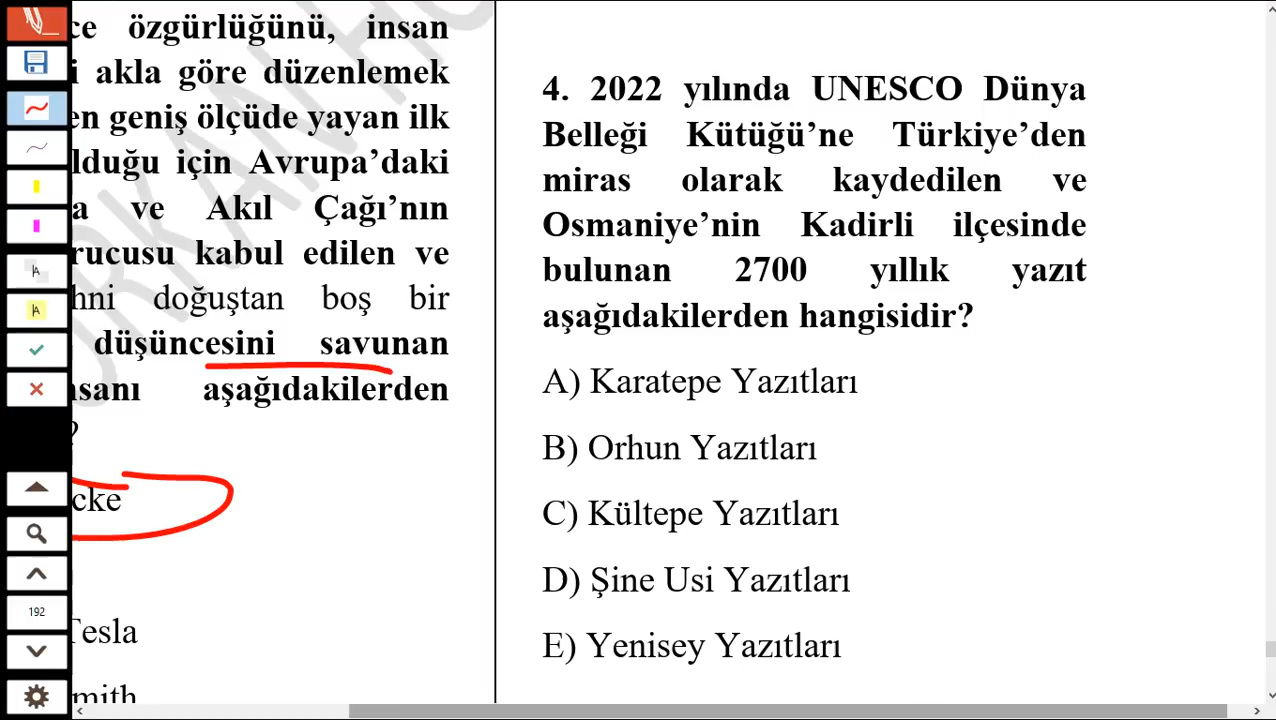 ce özgürlüğünü, insan
i akla göre düzenlemek
en geniş ölçüde yayan ilk
lduğu için Avrupa’daki
a ve Akıl Çağı’nın
rucusu kabul edilen ve
hni doğuştan boş bir
düşüncesini savunan
nsanı aşağıdakilerden
?
cke
Tesla
mith
4. 2022 yılında UNESCO Dünya
Belleği Kütüğü’ne Türkiye’den
miras olarak kaydedilen ve
Osmaniye’nin Kadirli ilçesinde
bulunan 2700 yıllık yazıt
aşağıdakilerden hangisidir?
A) Karatepe Yazıtları
B) Orhun Yazıtları
C) Kültepe Yazıtları
D) Şine Usi Yazıtları
E) Yenisey Yazıtları
192